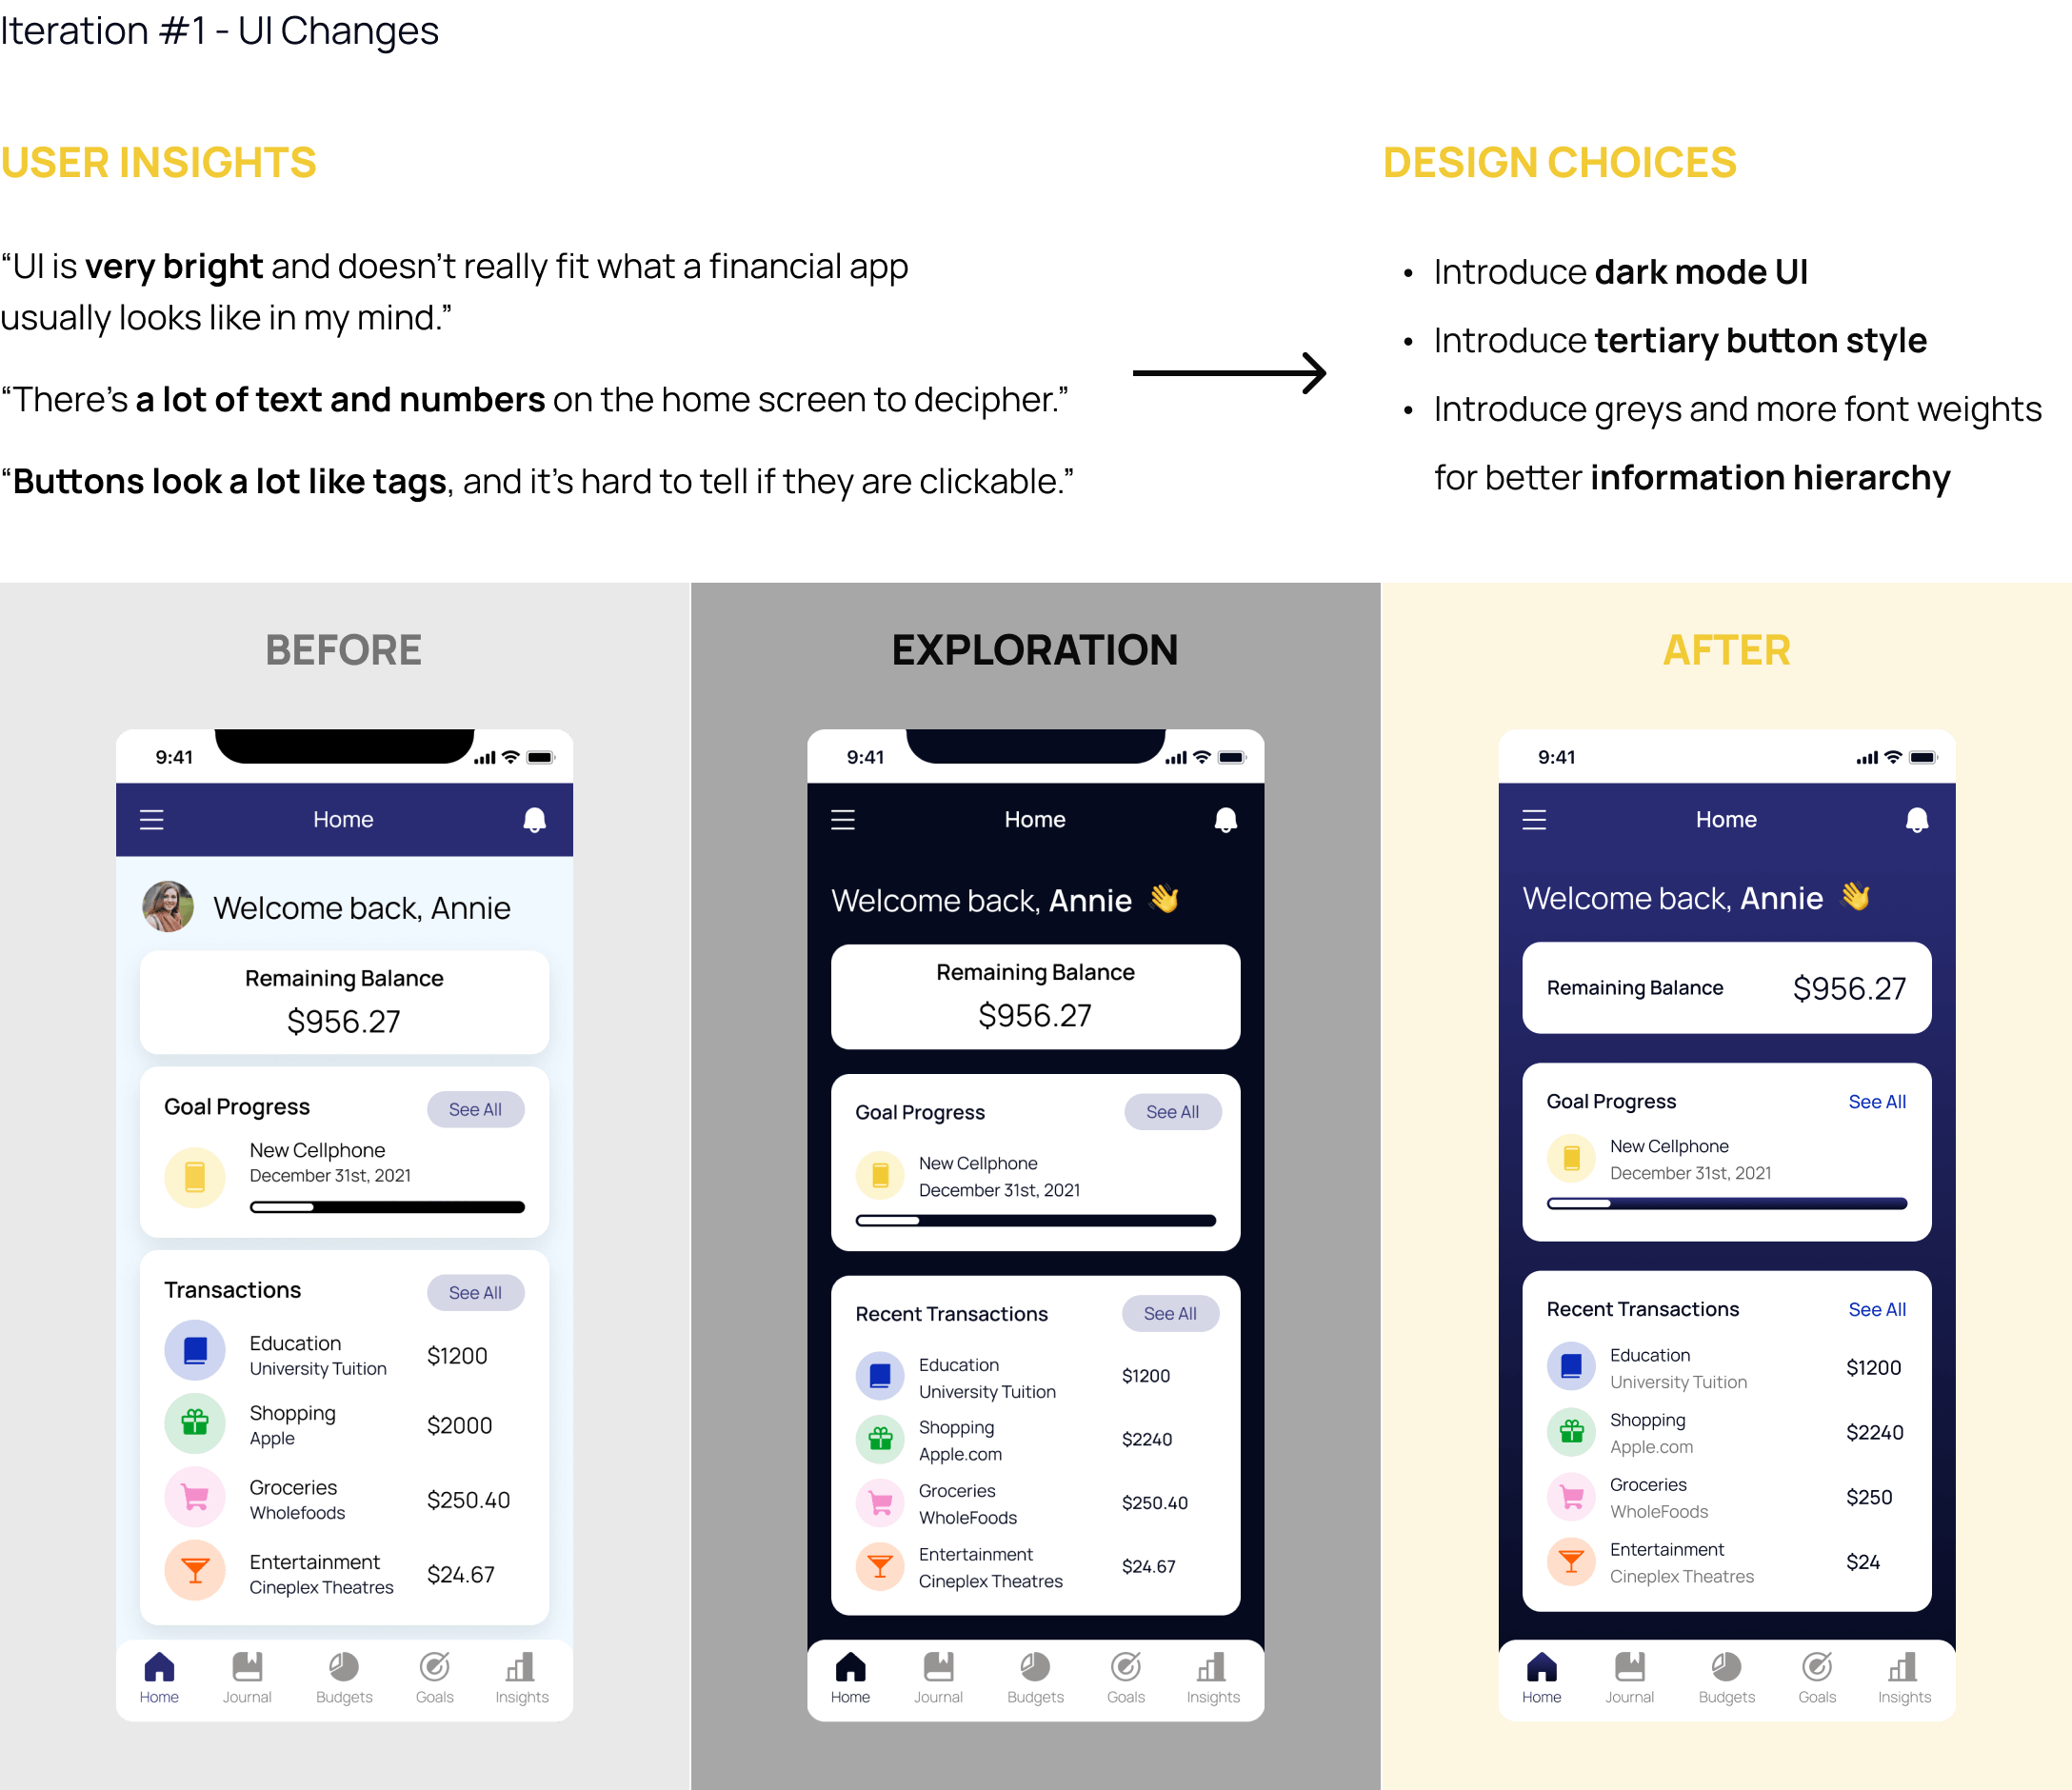 Iteration #1 - UI Changes
USER INSIGHTS
“UI is very bright and doesn’t really fit what a financial app
usually looks like in my mind.”
“There’s a lot of text and numbers on the home screen to decipher.”
“Buttons look a lot like tags, and it’s hard to tell if they are clickable.”
DESIGN CHOICES
• Introduce dark mode UI
• Introduce tertiary button style
• Introduce greys and more font weights
for better information hierarchy
BEFORE
9:41
Home
Welcome back, Annie
Remaining Balance
$956.27
Goal Progress
See All
New Cellphone
December 31st, 2021
Transactions
See All
Education
University Tuition
$1200
Shopping
Apple
$2000
Groceries
Wholefoods
$250.40
Entertainment
Cineplex Theatres
$24.67
Home
Journal
Budgets
Goals
Insights
EXPLORATION
9:41
Home
Welcome back, Annie 👋
Remaining Balance
$956.27
Goal Progress
See All
New Cellphone
December 31st, 2021
Recent Transactions
See All
Education
University Tuition
$1200
Shopping
Apple.com
$2240
Groceries
WholeFoods
$250.40
Entertainment
Cineplex Theatres
$24.67
Home
Journal
Budgets
Goals
Insights
AFTER
9:41
Home
Welcome back, Annie 👋
Remaining Balance
$956.27
Goal Progress
See All
New Cellphone
December 31st, 2021
Recent Transactions
See All
Education
University Tuition
$1200
Shopping
Apple.com
$2240
Groceries
WholeFoods
$250
Entertainment
Cineplex Theatres
$24
Home
Journal
Budgets
Goals
Insights